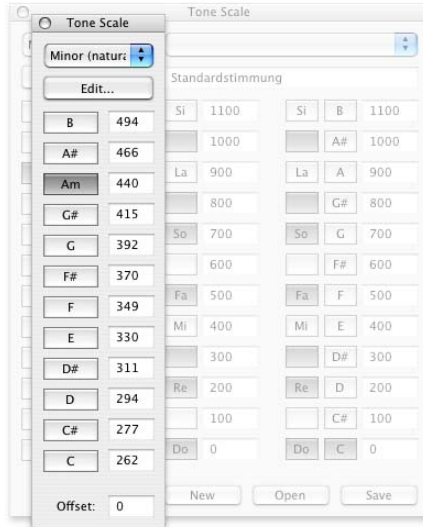 Tone Scale
Minor (natura
Edit...
B 494
A# 466
Am 440
G# 415
G 392
F# 370
F 349
E 330
D# 311
D 294
C# 277
C 262
Offset: 0
Tone Scale
Standardstimmung
Si 1100 Si B 1100
1000 A# 1000
La 900 La A 900
800 G# 800
So 700 So G 700
600 F# 600
Fa 500 Fa F 500
Mi 400 Mi E 400
300 D# 300
Re 200 Re D 200
100 C# 100
Do 0 Do C 0
New Open Save